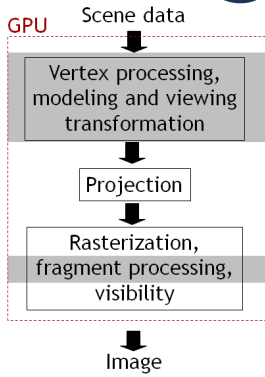 Scene data
GPU
Vertex processing,
modeling and viewing
transformation
Projection
Rasterization,
fragment processing,
visibility
Image